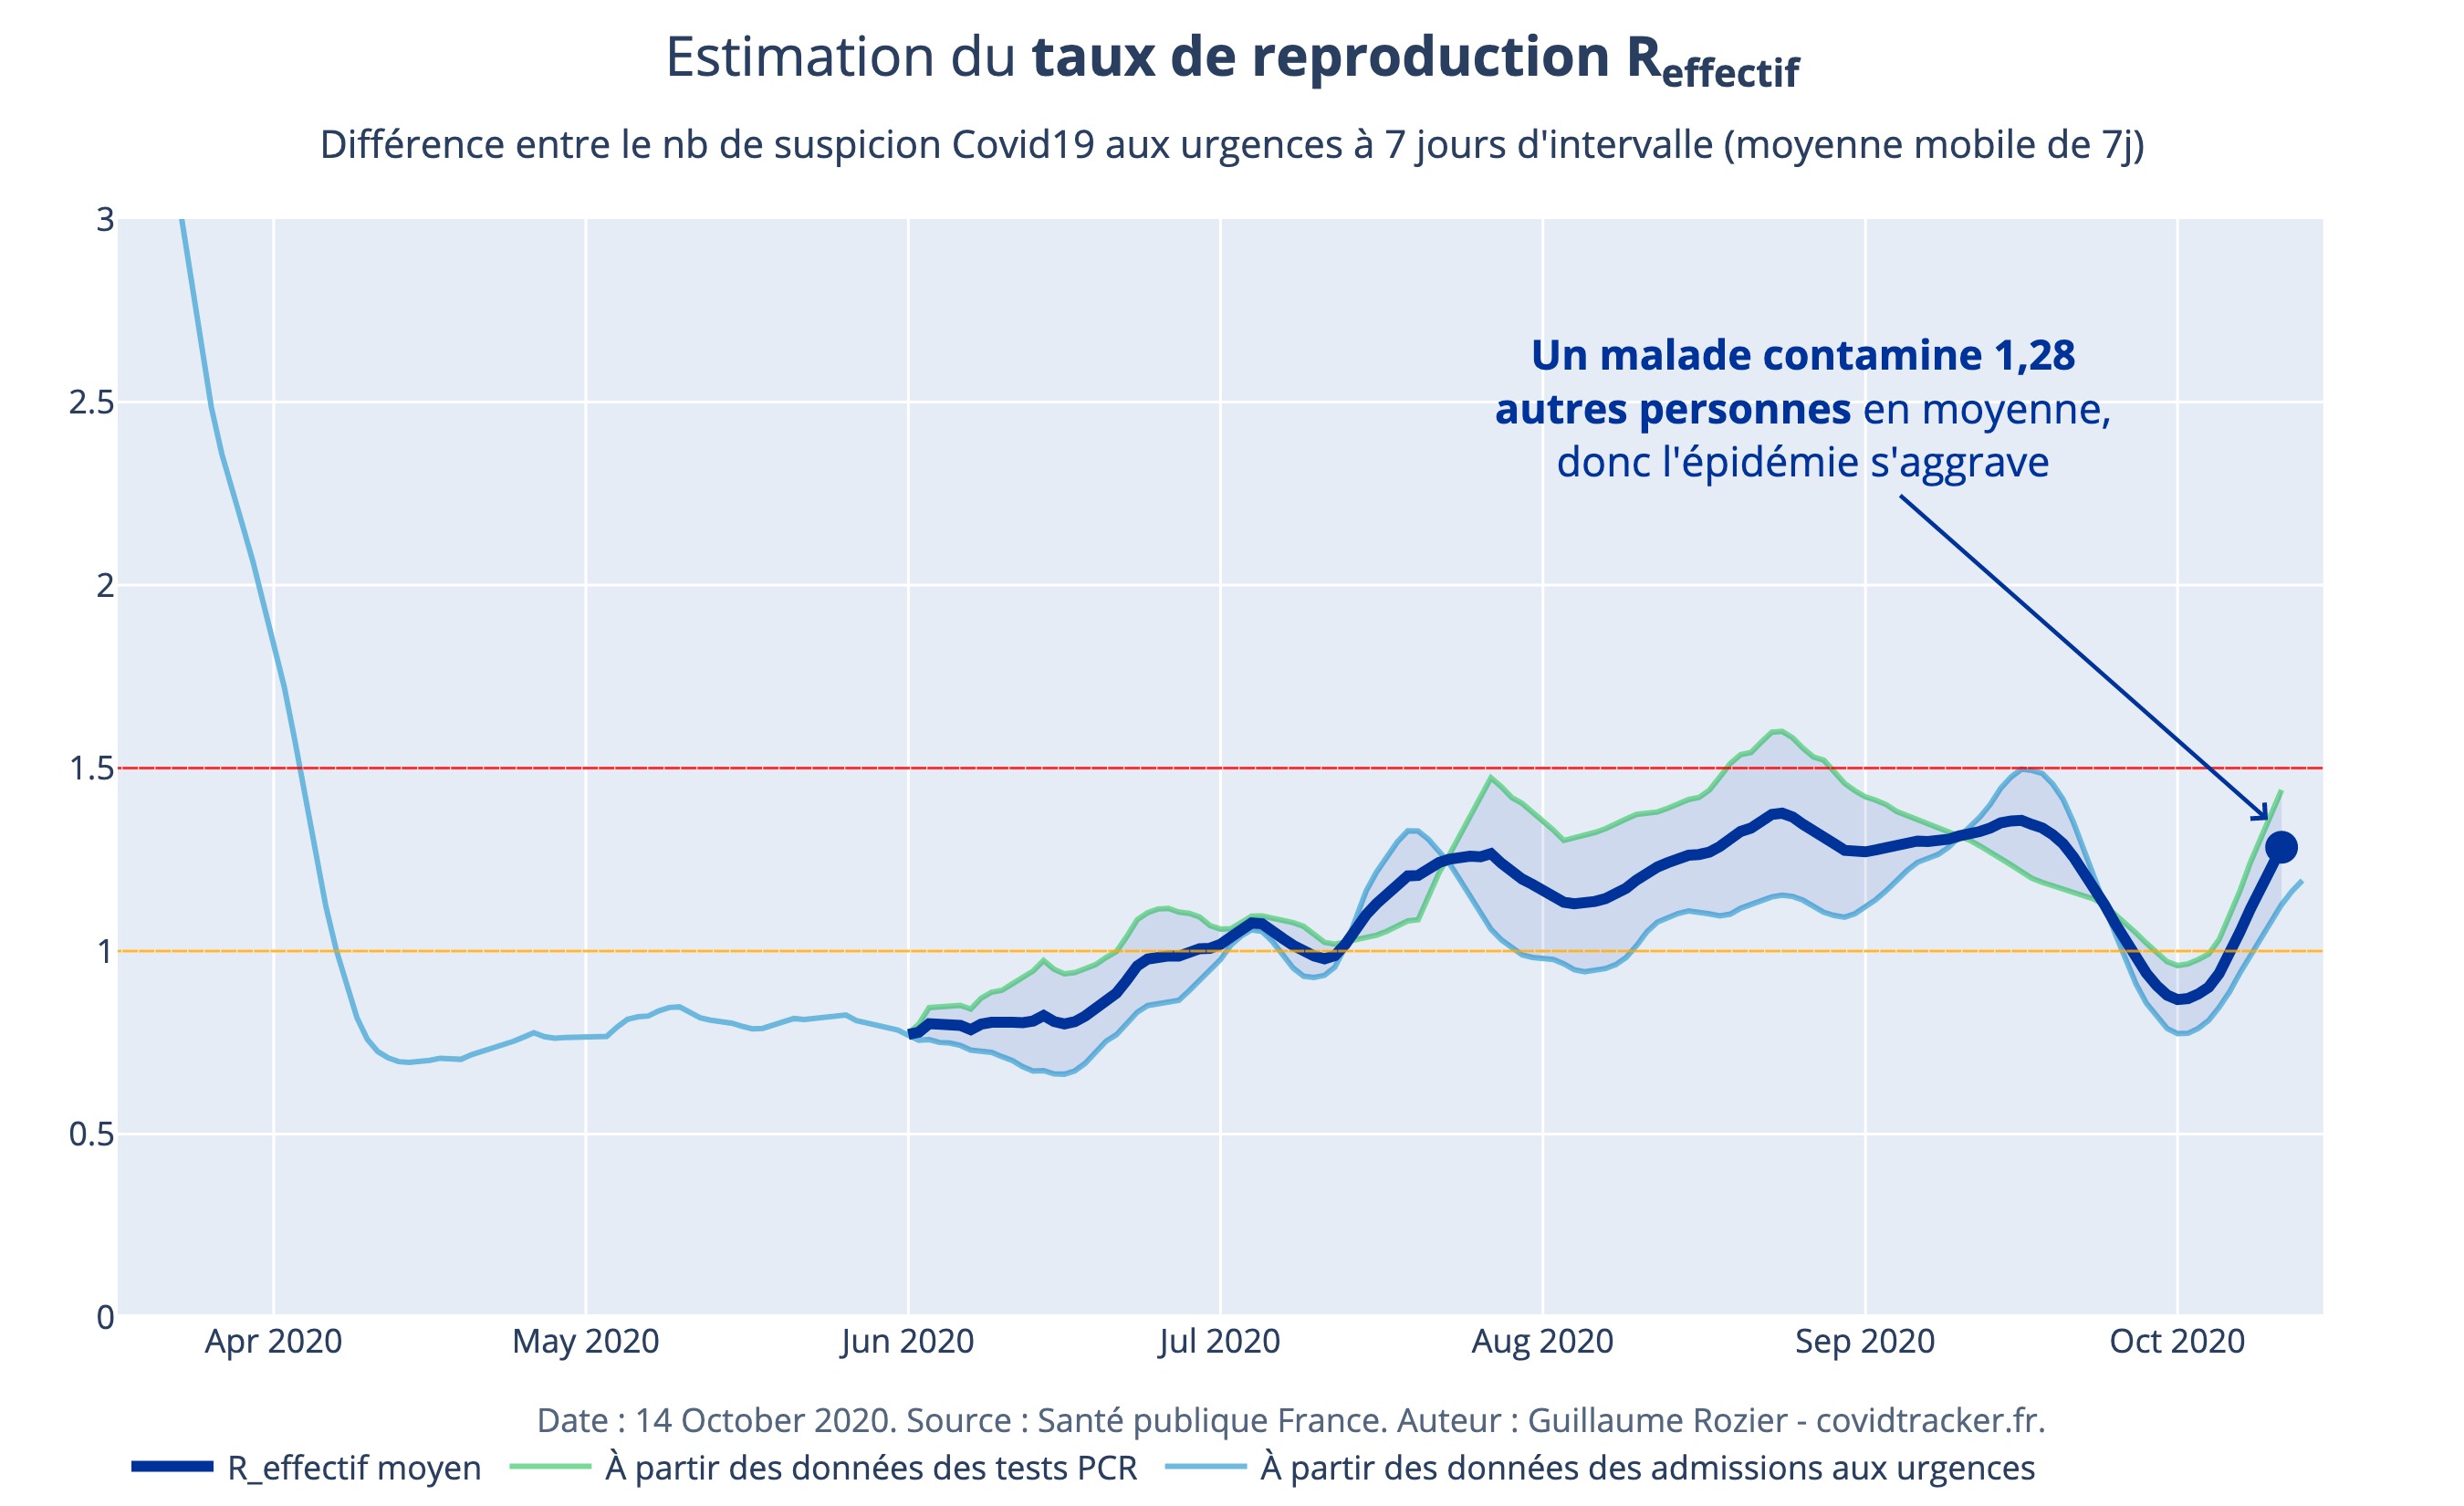 Estimation du taux de reproduction Reffectif
Différence entre le nb de suspicion Covid19 aux urgences à 7 jours d'intervalle (moyenne mobile de 7j)
3
2.5
2
1.5
1
0.5
0
Un malade contamine 1,28
autres personnes en moyenne,
donc l'épidémie s'aggrave
Apr 2020 May 2020 Jun 2020 Jul 2020 Aug 2020 Sep 2020 Oct 2020
Date : 14 October 2020. Source : Santé publique France. Auteur : Guillaume Rozier - covidtracker.fr.
R_effectif moyen À partir des données des tests PCR À partir des données des admissions aux urgences